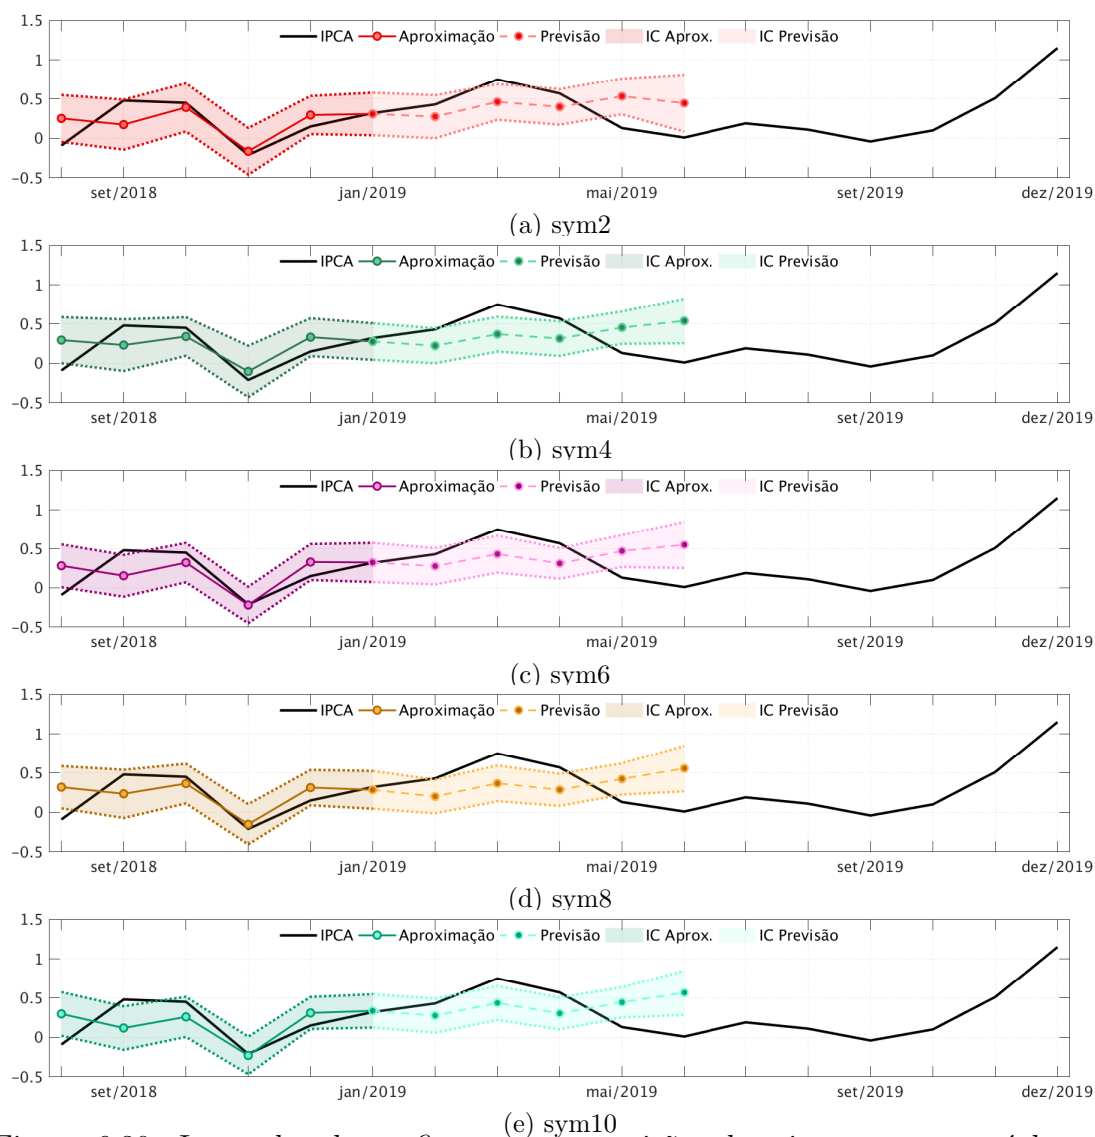 1.5
1
0.5
0
−0.5
IPCA Aproximação Previsão IC Aprox. IC Previsão
set/2018 jan/2019 mai/2019 set/2019 dez/2019
(a) sym2
1.5
1
0.5
0
−0.5
IPCA Aproximação Previsão IC Aprox. IC Previsão
set/2018 jan/2019 mai/2019 set/2019 dez/2019
(b) sym4
1.5
1
0.5
0
−0.5
IPCA Aproximação Previsão IC Aprox. IC Previsão
set/2018 jan/2019 mai/2019 set/2019 dez/2019
(c) sym6
1.5
1
0.5
0
−0.5
IPCA Aproximação Previsão IC Aprox. IC Previsão
set/2018 jan/2019 mai/2019 set/2019 dez/2019
(d) sym8
1.5
1
0.5
0
−0.5
IPCA Aproximação Previsão IC Aprox. IC Previsão
set/2018 jan/2019 mai/2019 set/2019 dez/2019
(e) sym10